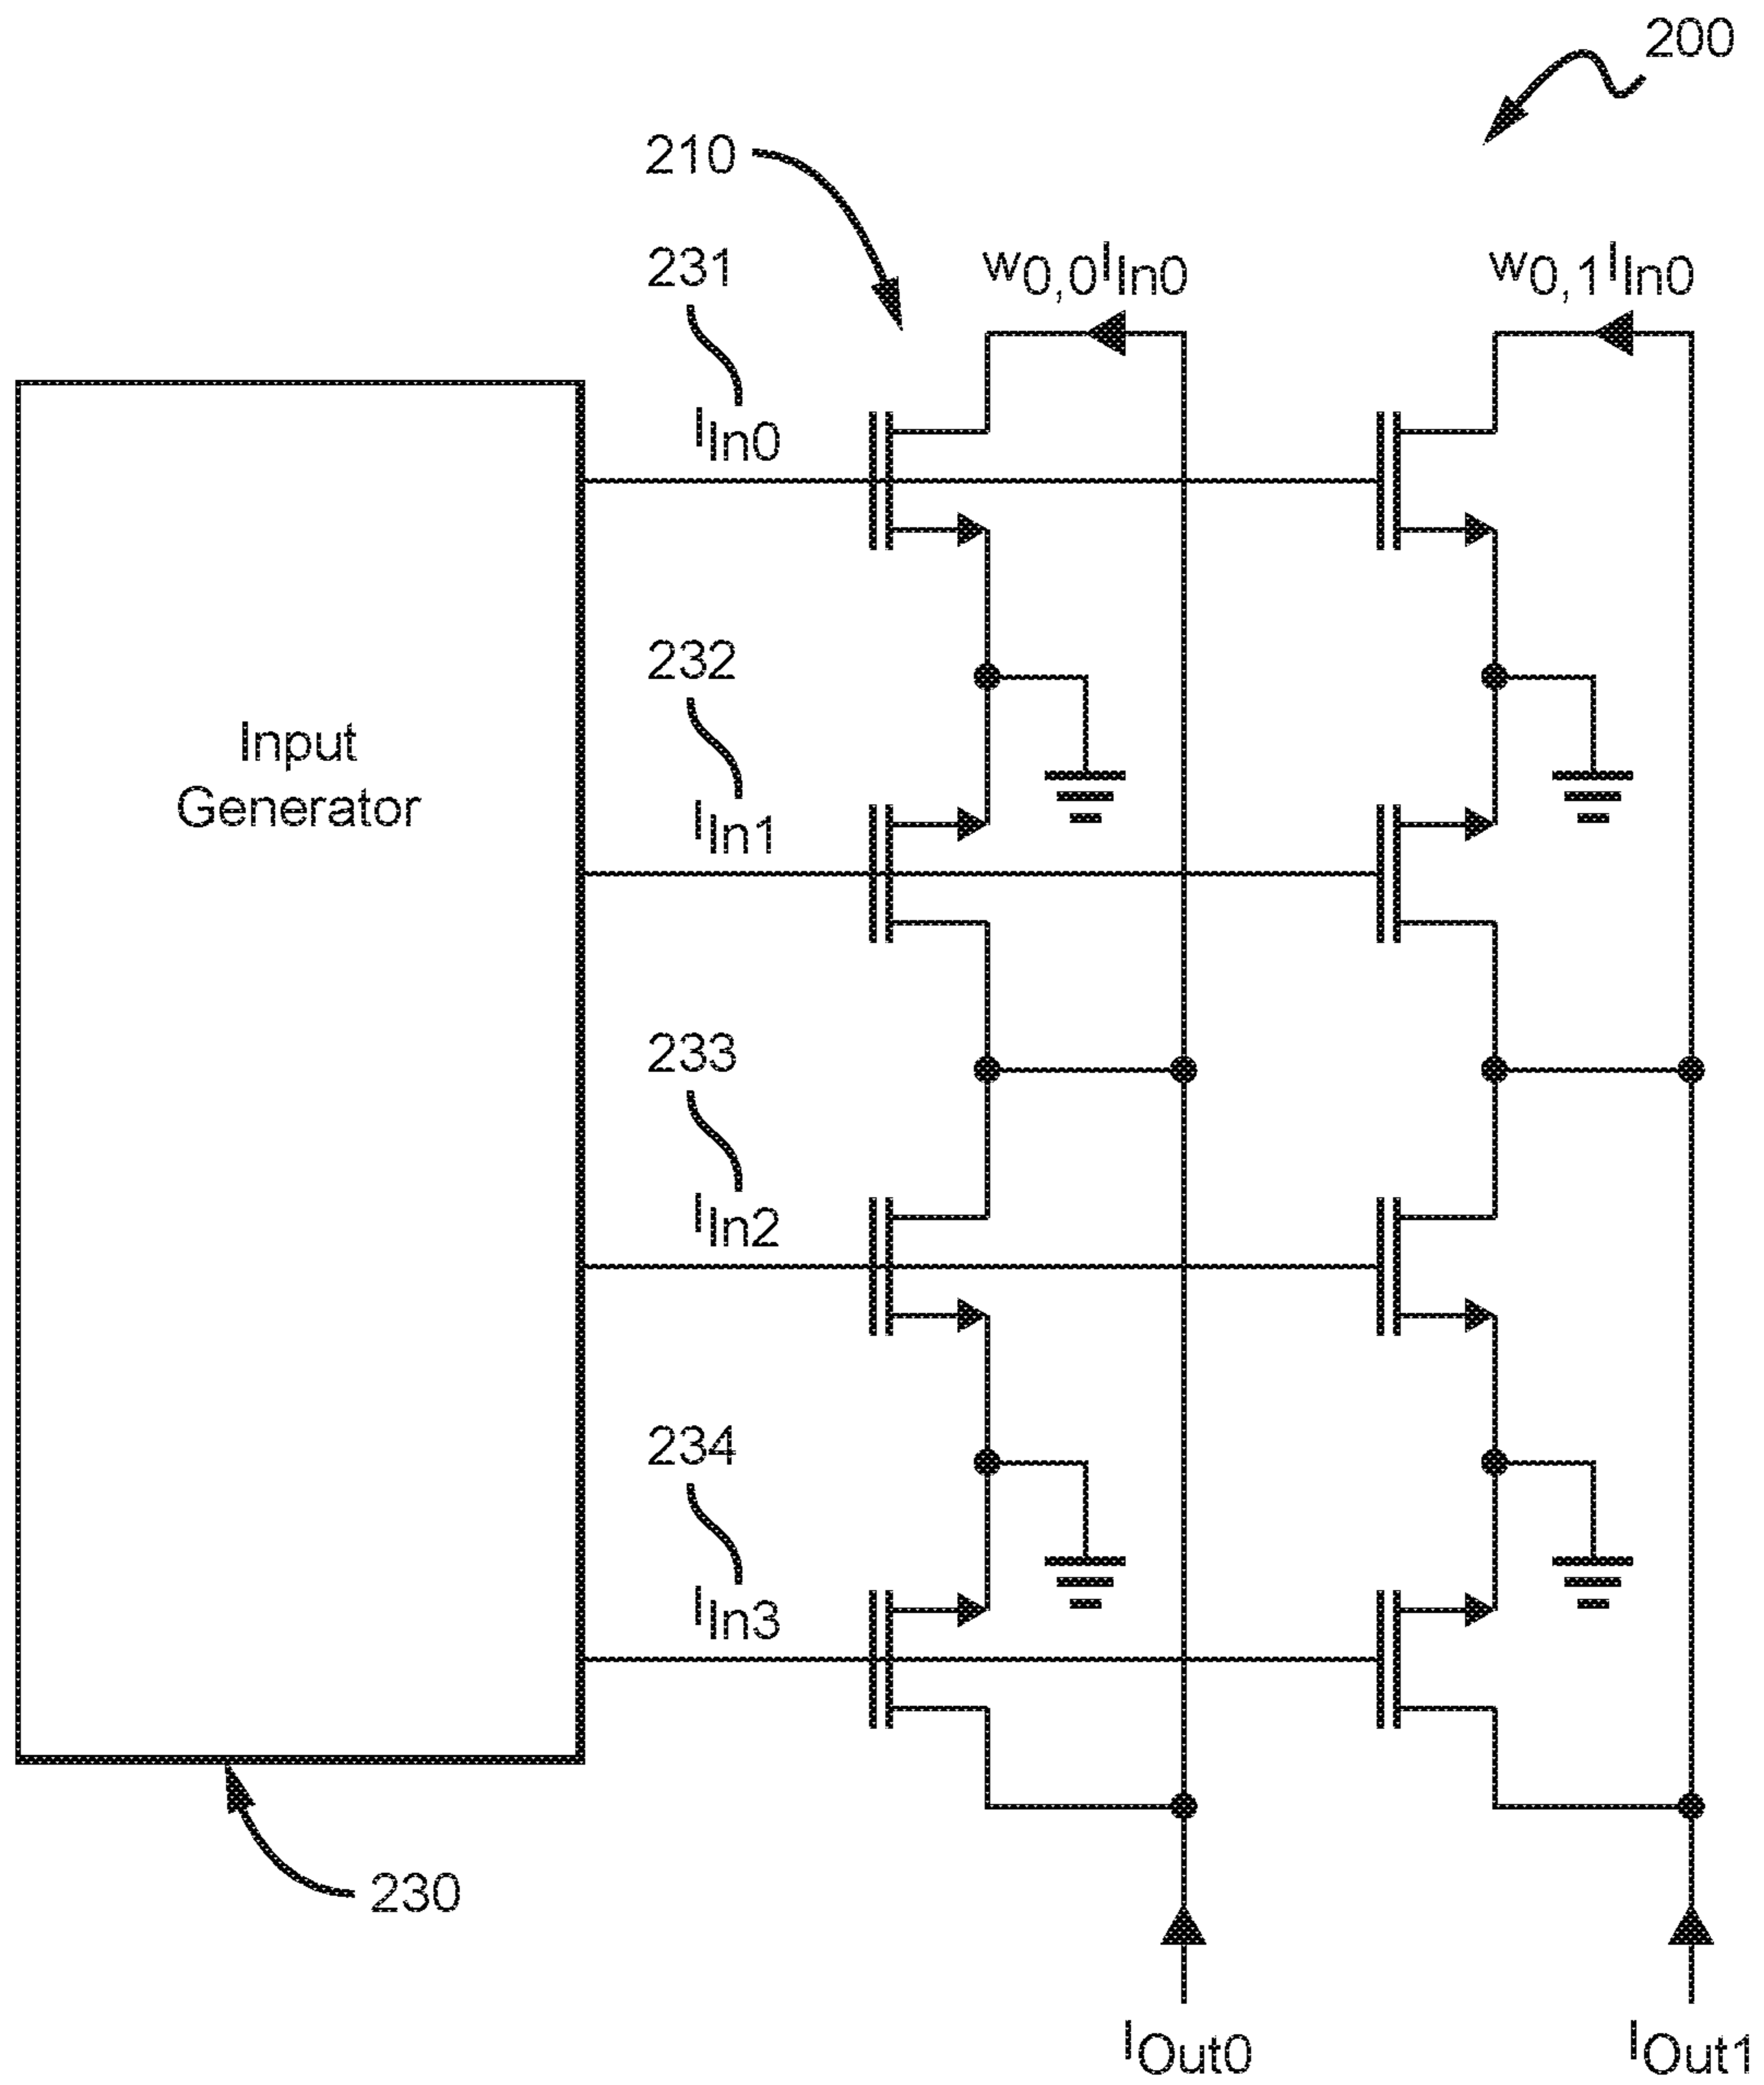 200
210
231
w0,0IIn0
w0,1IIn0
IIn0
232
Input
Generator
IIn1
233
IIn2
234
IIn3
230
IOut0
IOut1